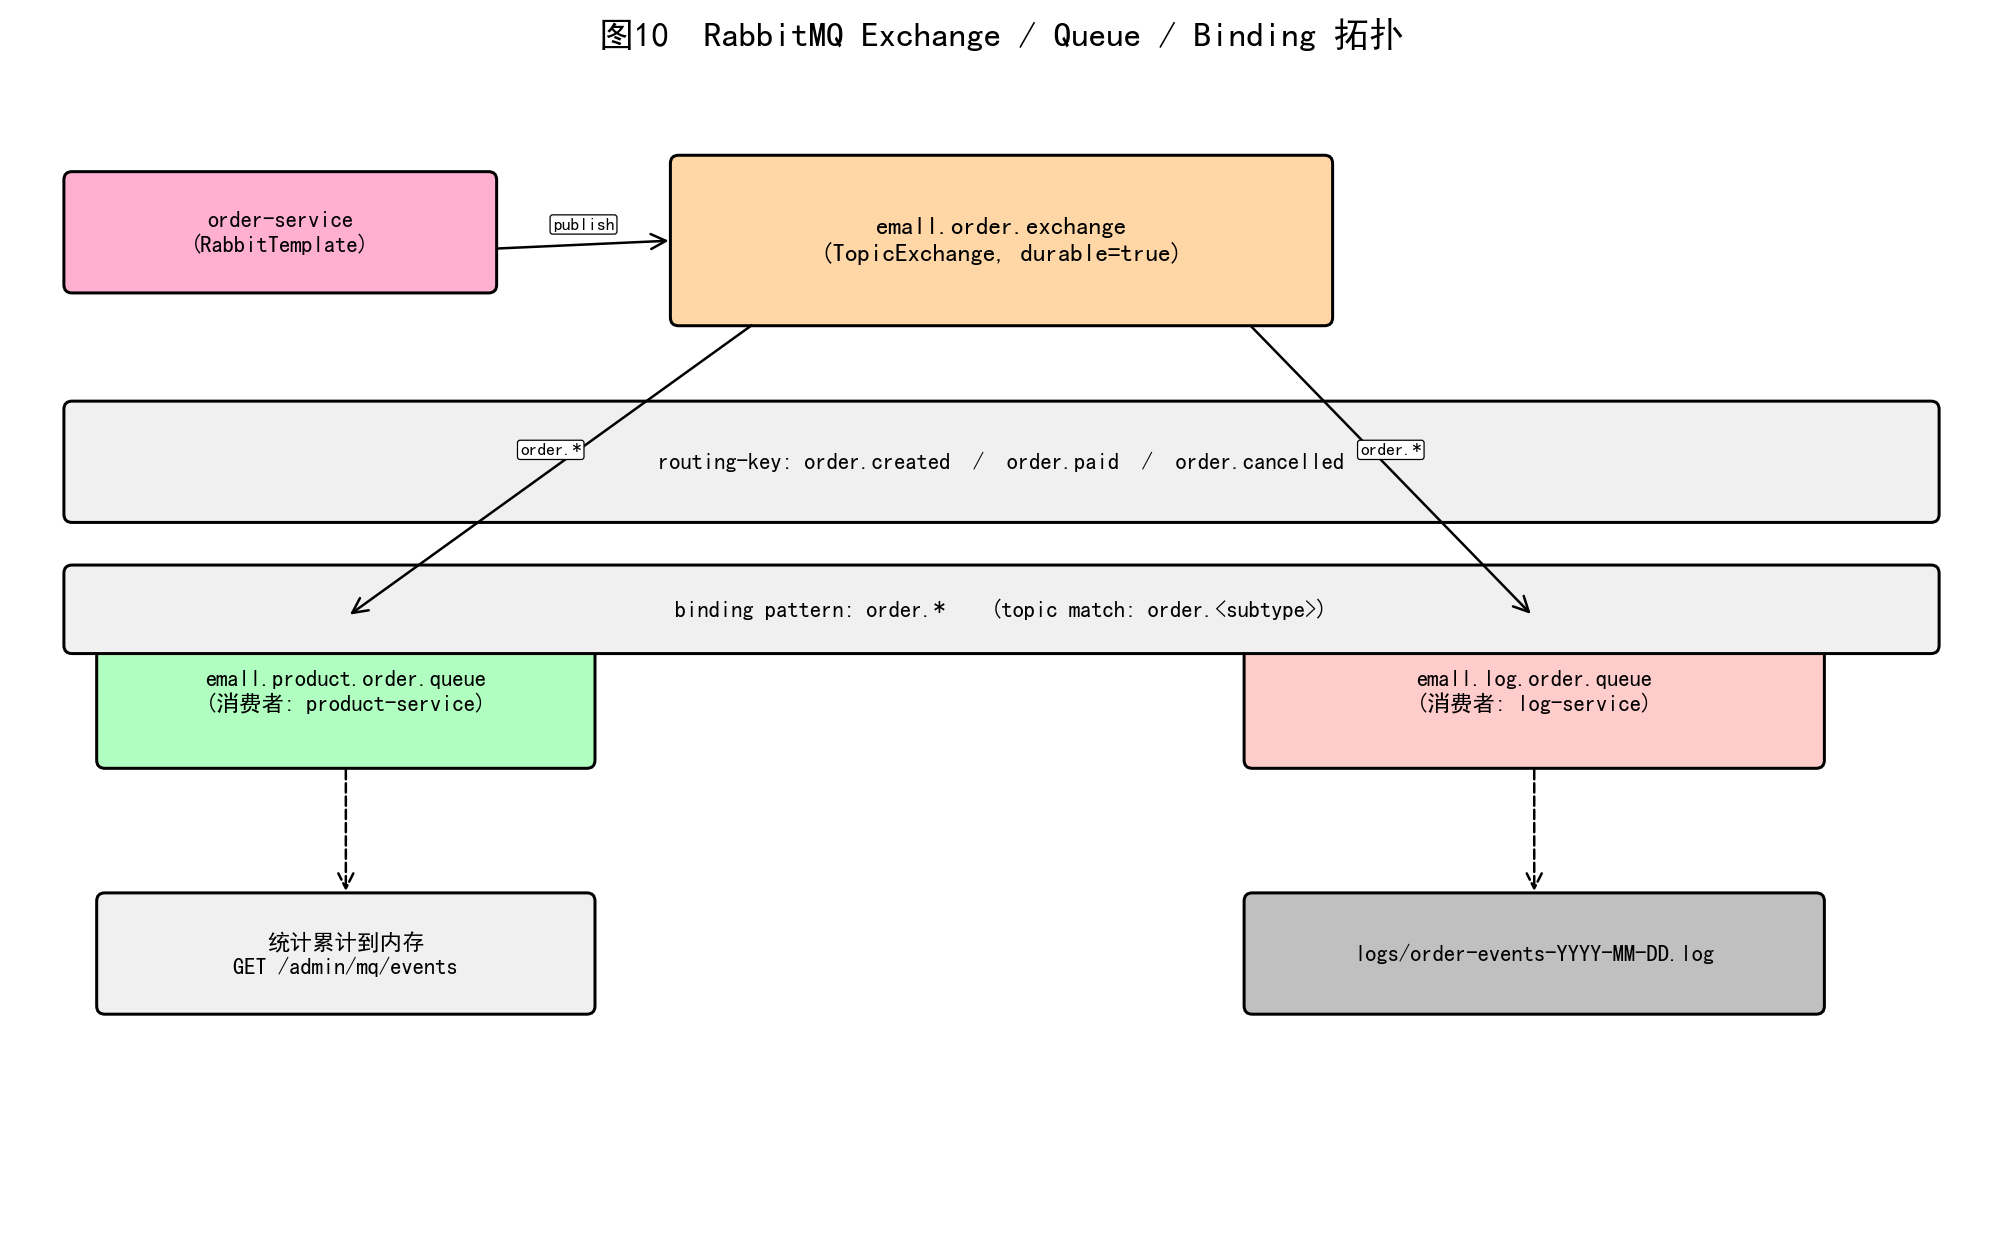 图10  RabbitMQ Exchange / Queue / Binding 拓扑
order-service
(RabbitTemplate)
publish
emall.order.exchange
(TopicExchange, durable=true)
order.*
order.*
routing-key: order.created  /  order.paid  /  order.cancelled
binding pattern: order.*    (topic match: order.<subtype>)
emall.product.order.queue
(消费者: product-service)
emall.log.order.queue
(消费者: log-service)
统计累计到内存
GET /admin/mq/events
logs/order-events-YYYY-MM-DD.log